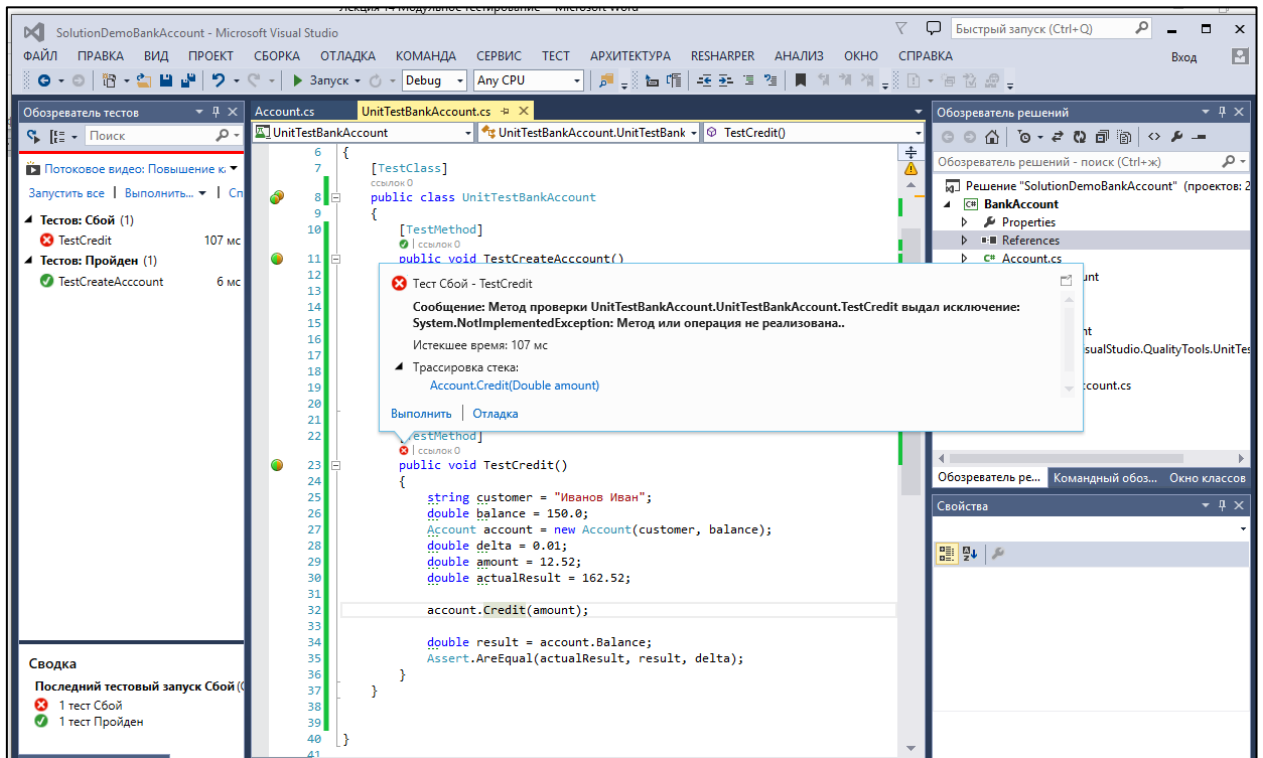 Лекция 14 Модульное тестирование - Microsoft Word
SolutionDemoBankAccount - Microsoft Visual Studio
Быстрый запуск (Ctrl+Q)
ФАЙЛ ПРАВКА ВИД ПРОЕКТ СБОРКА ОТЛАДКА КОМАНДА СЕРВИС ТЕСТ АРХИТЕКТУРА RESHARPER АНАЛИЗ ОКНО СПРАВКА
Вход
Запуск Debug Any CPU
Обозреватель тестов
Поиск
Потоковое видео: Повышение к
Запустить все | Выполнить... Сп
Тестов: Сбой (1)
TestCredit 107 мс
Тестов: Пройден (1)
TestCreateAcccount 6 мс
Сводка
Последний тестовый запуск Сбой
1 тест Сбой
1 тест Пройден
Account.cs UnitTestBankAccount.cs
UnitTestBankAccount UnitTestBankAccount.UnitTestBank TestCredit()
6 {
7 [TestClass]
ссылок 0
8 public class UnitTestBankAccount
9 {
10 [TestMethod]
| ссылок 0
11 public void TestCreateAcccount()
12
13
14
15
16
17
18
19
20
21
Тест Сбой - TestCredit
Сообщение: Метод проверки UnitTestBankAccount.UnitTestBankAccount.TestCredit выдал исключение:
System.NotImplementedException: Метод или операция не реализована..
Истекшее время: 107 мс
Трассировка стека:
Account.Credit(Double amount)
Выполнить | Отладка
22 [TestMethod]
| ссылок 0
23 public void TestCredit()
24 {
25 string customer = "Иванов Иван";
26 double balance = 150.0;
27 Account account = new Account(customer, balance);
28 double delta = 0.01;
29 double amount = 12.52;
30 double actualResult = 162.52;
31
32 account.Credit(amount);
33
34 double result = account.Balance;
35 Assert.AreEqual(actualResult, result, delta);
36 }
37 }
38
39
40 }
41
Обозреватель решений
Обозреватель решений - поиск (Ctrl+ж)
Решение "SolutionDemoBankAccount" (проектов: 2
BankAccount
Properties
References
Account.cs
unt
nt
isualStudio.QualityTools.UnitTes
ccount.cs
Обозреватель ре... Командный обоз... Окно классов
Свойства